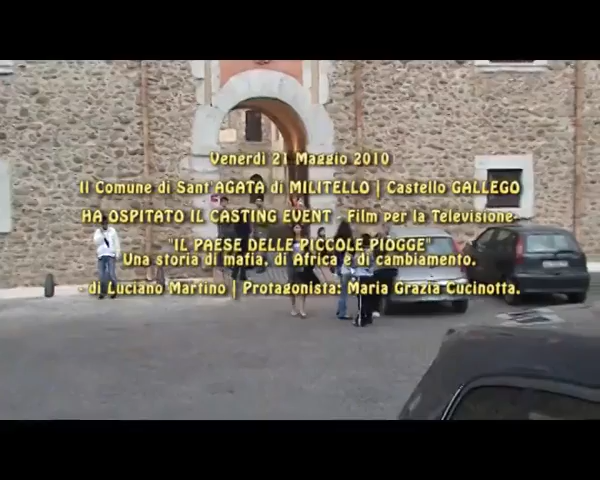 Venerdì 21 Maggio 2010
Il Comune di Sant'AGATA di MILITELLO | Castello GALLEGO
HA OSPITATO IL CASTING EVENT - Film per la Televisione-
"IL PAESE DELLE PICCOLE PIOGGE"
Una storia di mafia, di Africa e di cambiamento.
- di Luciano Martino | Protagonista: Maria Grazia Cucinotta.